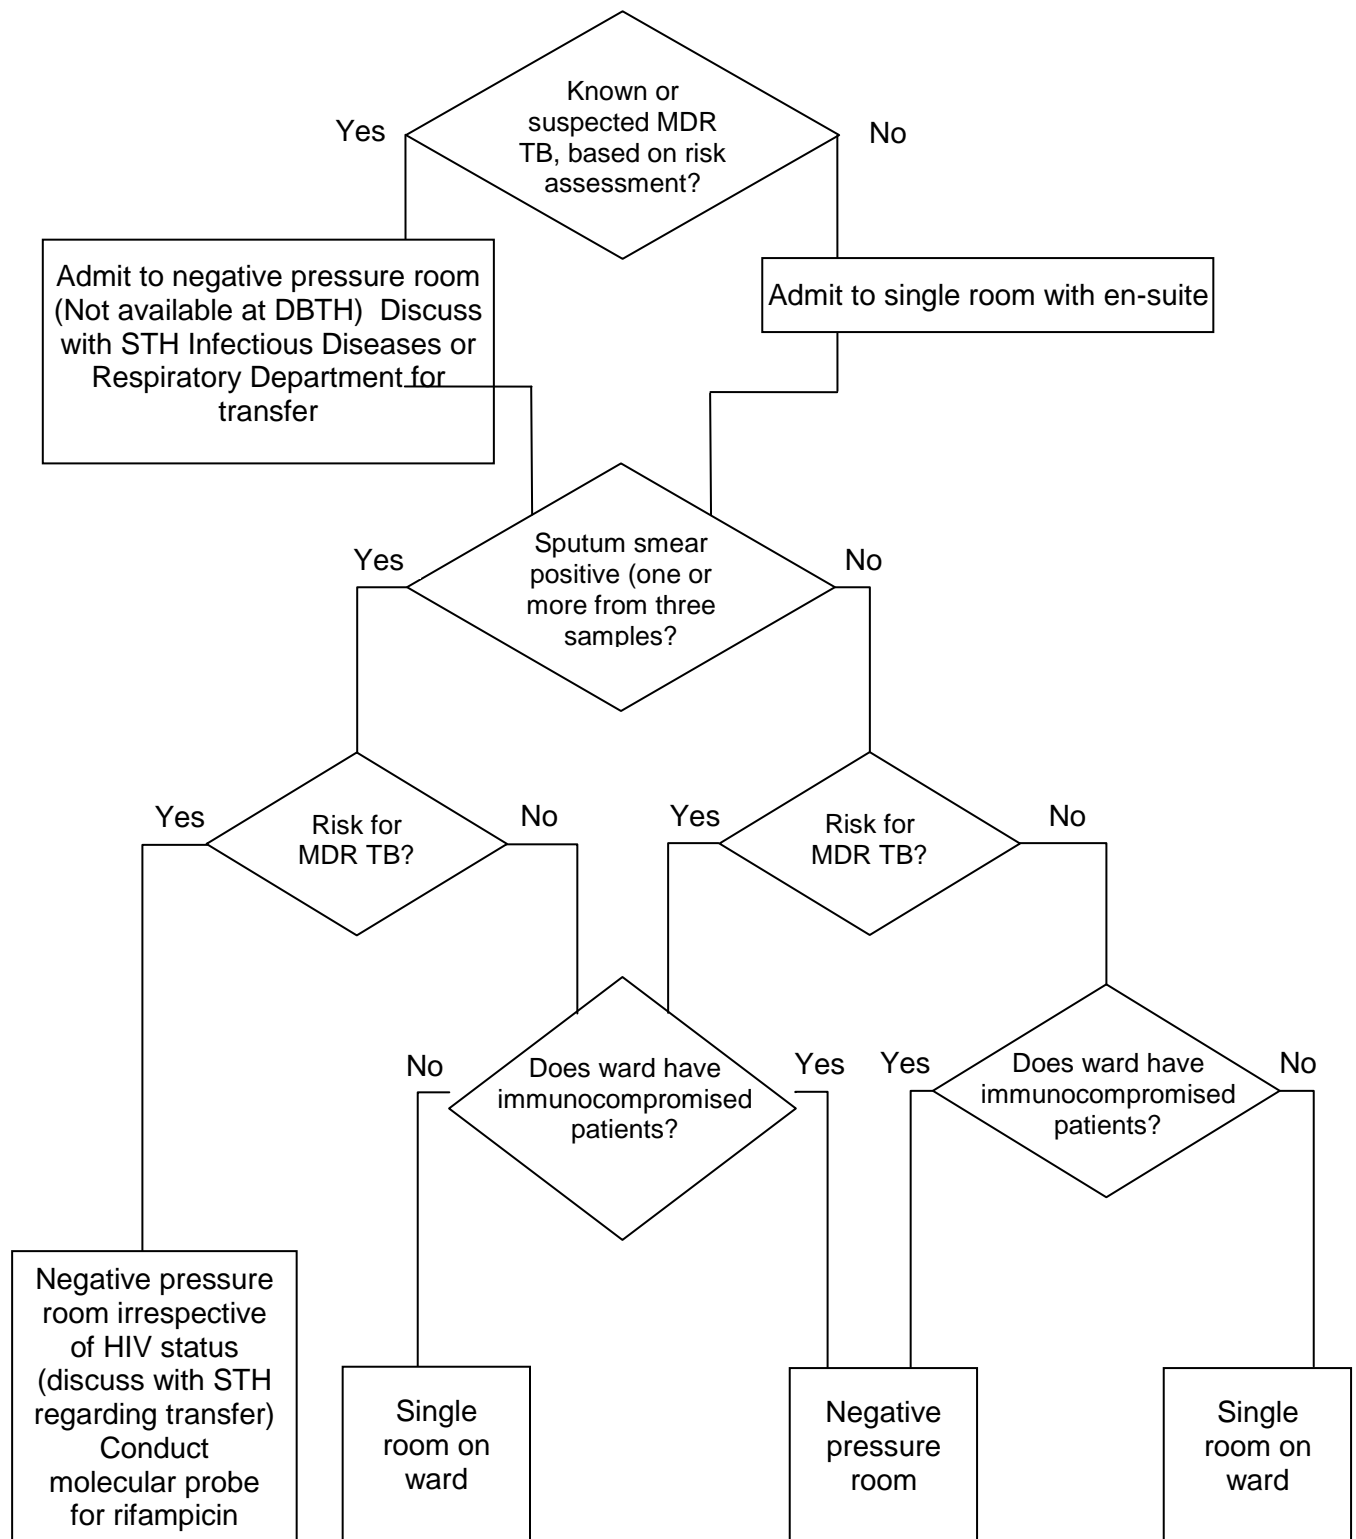 Known or
suspected MDR
TB, based on risk
assessment?
Yes
No
Admit to negative pressure room
(Not available at DBTH)  Discuss
with STH Infectious Diseases or
Respiratory Department for
transfer
Admit to single room with en-suite
Sputum smear
positive (one or
more from three
samples?
Yes
No
Risk for
MDR TB?
Yes
No
Risk for
MDR TB?
Yes
No
Does ward have
immunocompromised
patients?
No
Yes
Does ward have
immunocompromised
patients?
Yes
No
Negative pressure
room irrespective
of HIV status
(discuss with STH
regarding transfer)
Conduct
molecular probe
for rifampicin
Single
room on
ward
Negative
pressure
room
Single
room on
ward